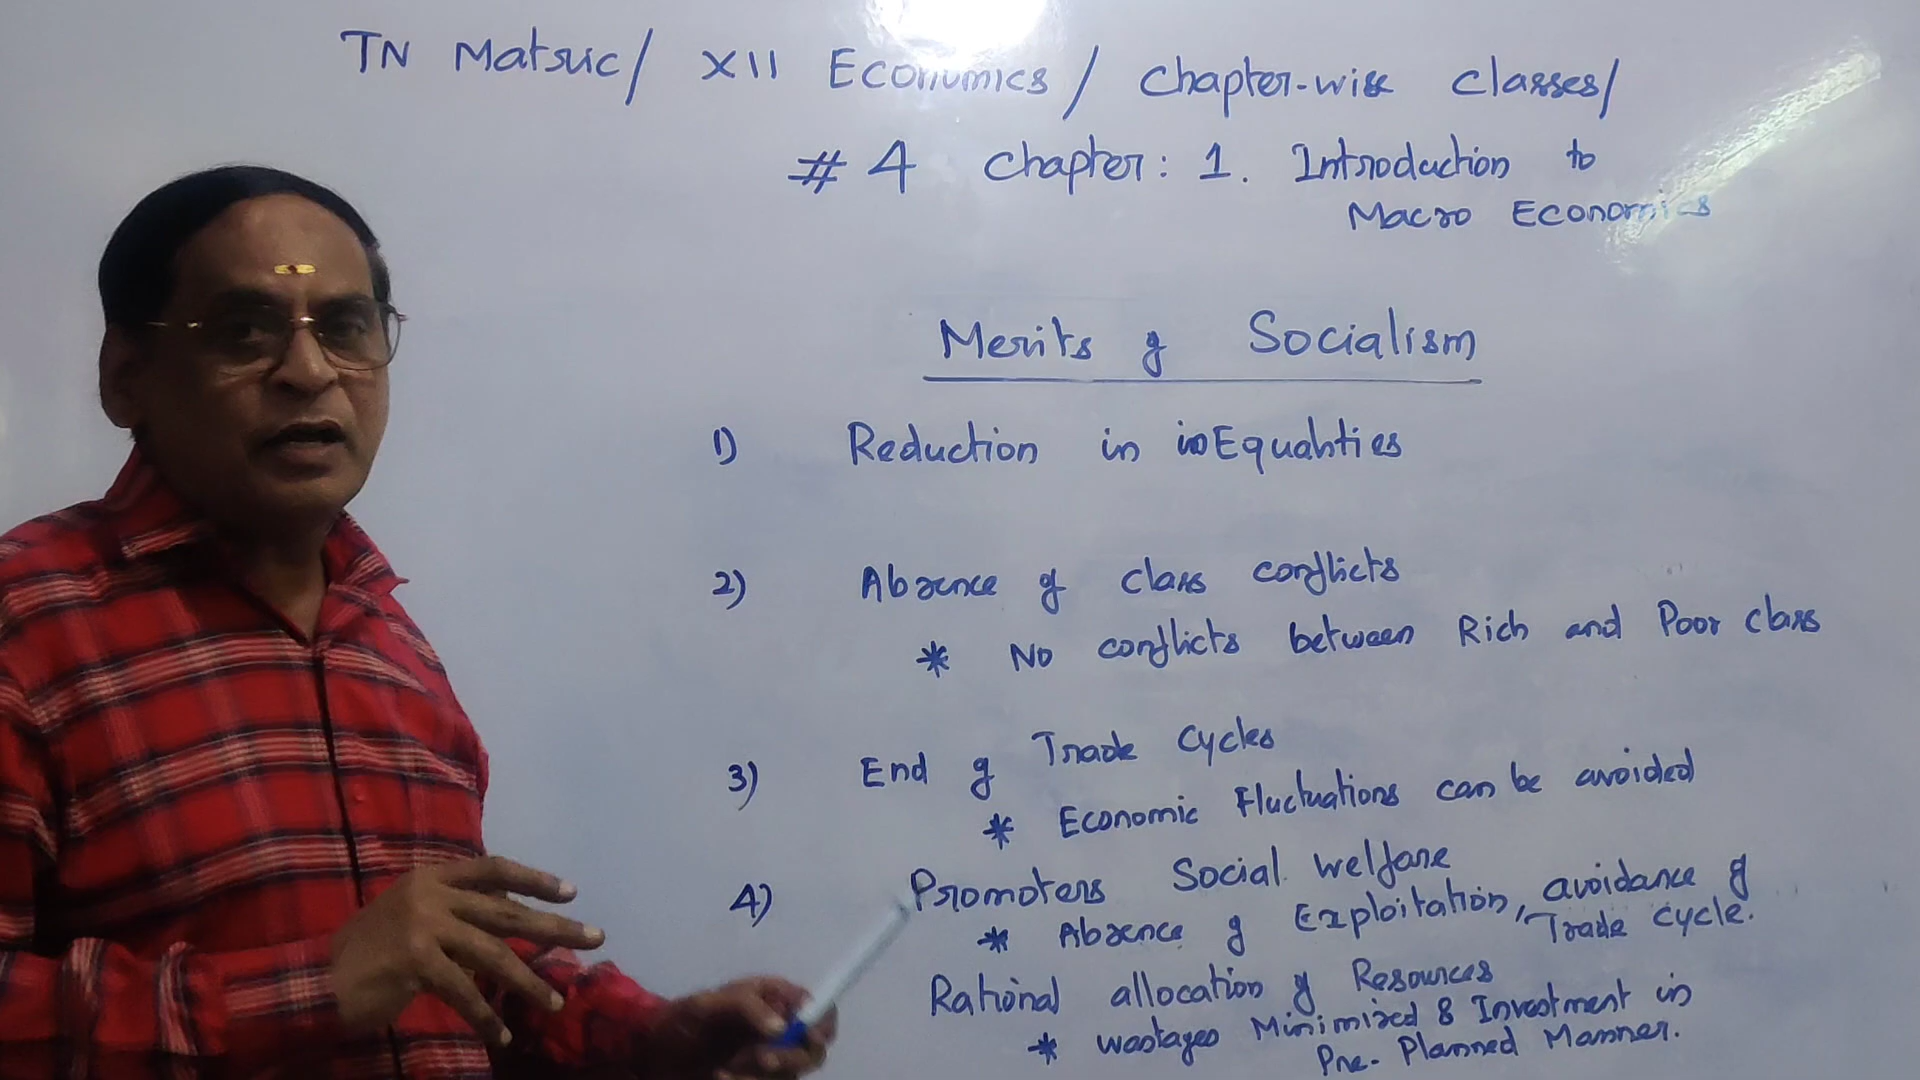 TN Matric/ XII Economics / Chapter-wise Classes/
# 4 Chapter: 1. Introduction to
Macro Economics
Merits of Socialism
1) Reduction in inEqualities
2) Absence of Class conflicts
* No conflicts between Rich and Poor class
3) End of Trade Cycles
* Economic Fluctuations can be avoided
4) Promoters Social welfare
* Absence of Exploitation, avoidance of
Trade cycle.
Rational allocation of Resources
* wastages Minimized & Investment in
Pre-Planned Manner.